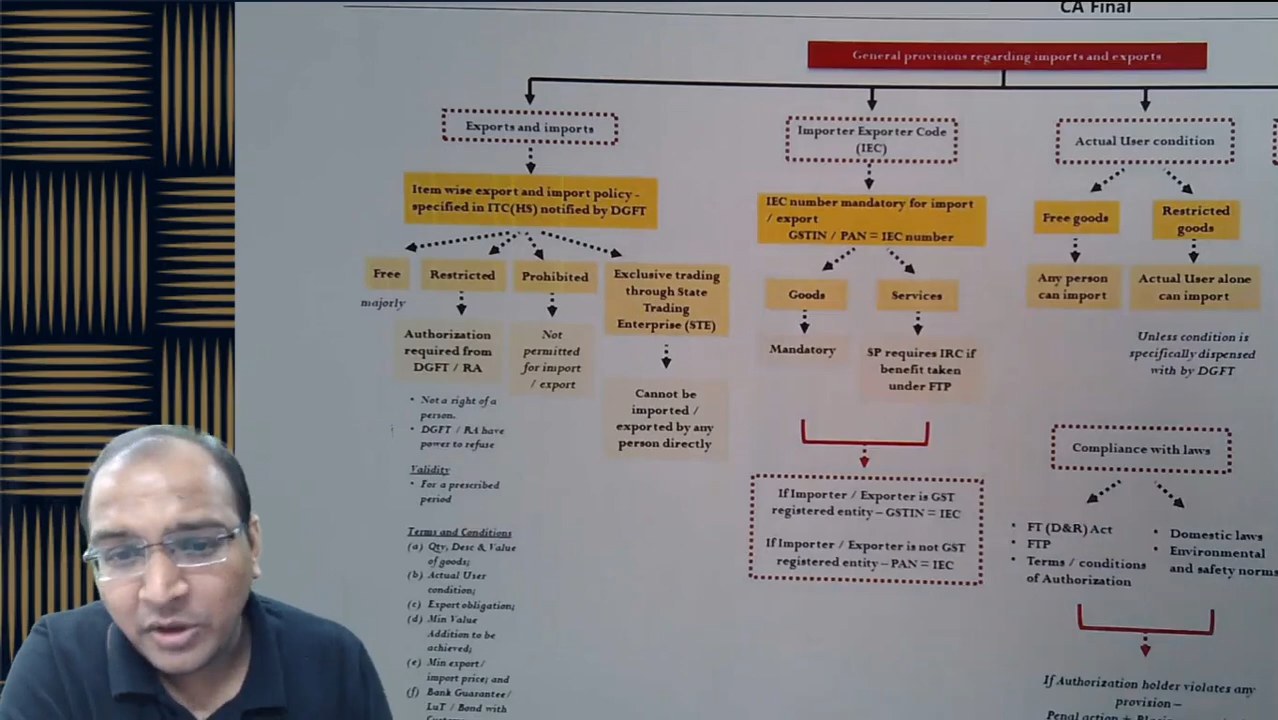 CA Final
General provisions regarding imports and exports
Exports and imports
Item wise export and import policy -
specified in ITC(HS) notified by DGFT
Free
majorly
Restricted
Authorization
required from
DGFT / RA
• Not a right of a
person.
• DGFT / RA have
power to refuse
Validity
• For a prescribed
period
Terms and Conditions
(a) Qty, Desc & Value
of goods;
(b) Actual User
condition;
(c) Export obligation;
(d) Min Value
Addition to be
achieved;
(e) Min export/
import price; and
(f) Bank Guarantee/
LuT / Bond with
Prohibited
Not
permitted
for import
/ export
Exclusive trading
through State
Trading
Enterprise (STE)
Cannot be
imported /
exported by any
person directly
Importer Exporter Code
(IEC)
IEC number mandatory for import
/ export
GSTIN / PAN = IEC number
Goods
Mandatory
Services
SP requires IRC if
benefit taken
under FTP
If Importer / Exporter is GST
registered entity – GSTIN = IEC
If Importer / Exporter is not GST
registered entity – PAN = IEC
Actual User condition
Free goods
Any person
can import
Restricted
goods
Actual User alone
can import
Unless condition is
specifically dispensed
with by DGFT
Compliance with laws
• FT (D&R) Act
• FTP
• Terms / conditions
of Authorization
• Domestic laws
• Environmental
and safety norms
If Authorization holder violates any
provision –